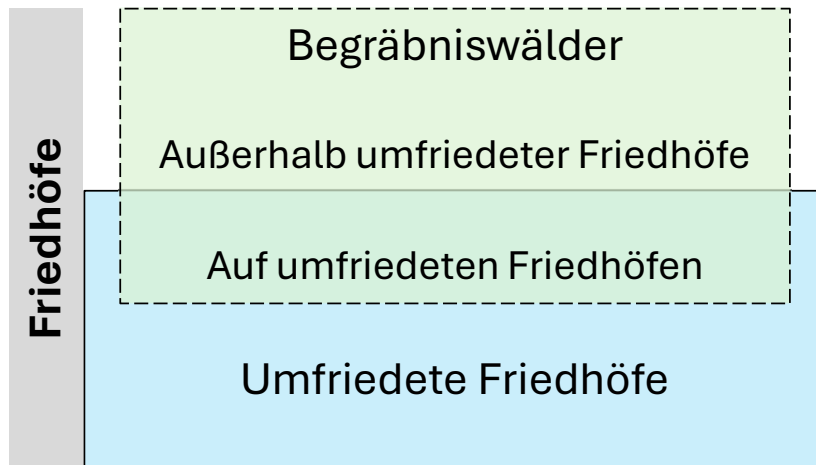 Friedhöfe
Begräbniswälder
Außerhalb umfriedeter Friedhöfe
Auf umfriedeten Friedhöfen
Umfriedete Friedhöfe